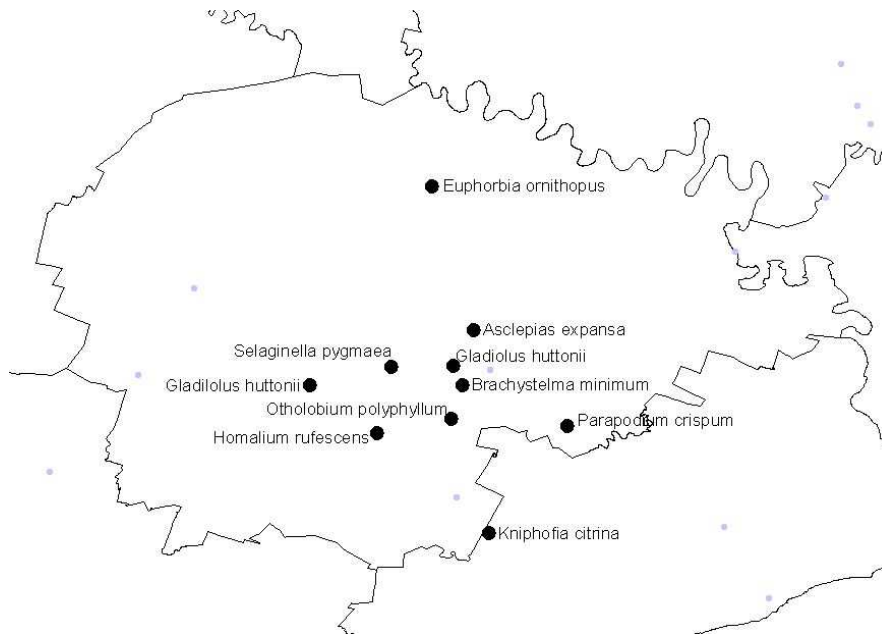 Euphorbia ornithopus
Asclepias expansa
Selaginella pygmaea
Gladiolus huttonii
Gladilolus huttonii
Brachystelma minimum
Otholobium polyphyllum
Parapodium crispum
Homalium rufescens
Kniphofia citrina